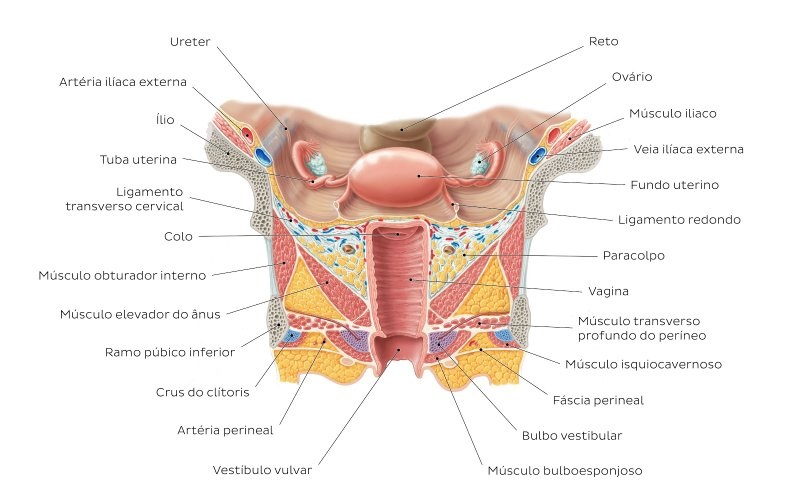 Ureter
Artéria ilíaca externa
Ílio
Tuba uterina
Ligamento
transverso cervical
Colo
Músculo obturador interno
Músculo elevador do ânus
Ramo púbico inferior
Crus do clítoris
Artéria perineal
Vestíbulo vulvar
Reto
Ovário
Músculo iliaco
Veia ilíaca externa
Fundo uterino
Ligamento redondo
Paracolpo
Vagina
Músculo transverso
profundo do períneo
Músculo isquiocavernoso
Fáscia perineal
Bulbo vestibular
Músculo bulboesponjoso